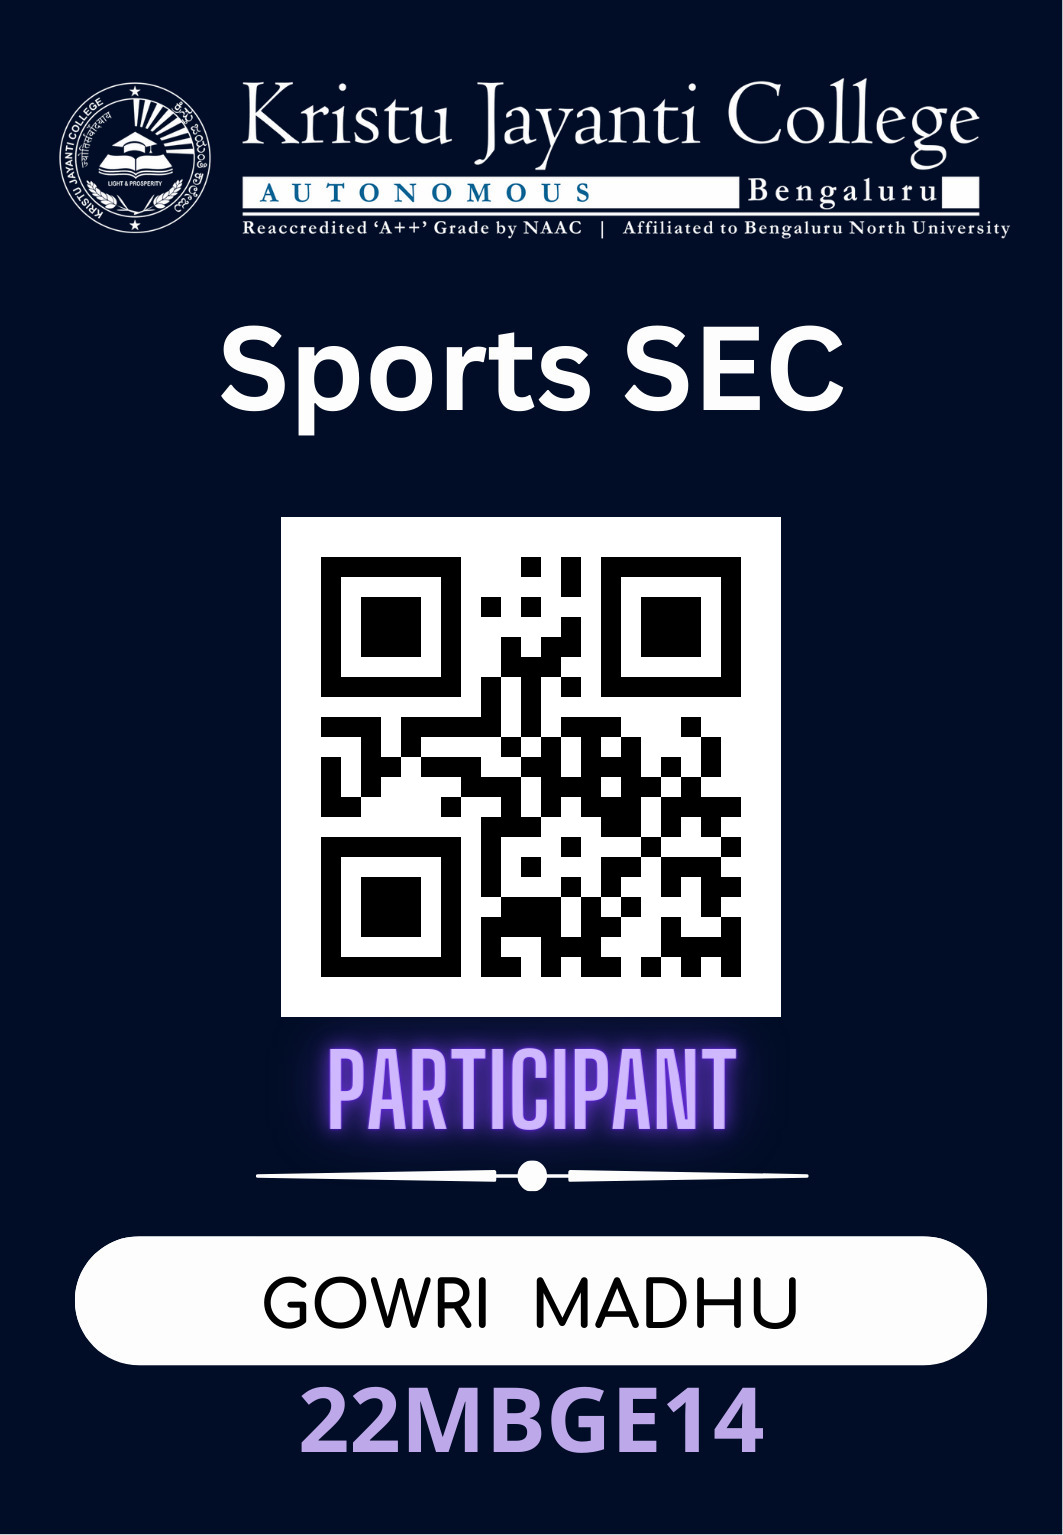 Kristu Jayanti College
AUTONOMOUS Bengaluru
Reaccredited ‘A++’ Grade by NAAC | Affiliated to Bengaluru North University
KRISTU JAYANTI COLLEGE
LIGHT & PROSPERITY
Sports SEC
PARTICIPANT
GOWRI MADHU
22MBGE14